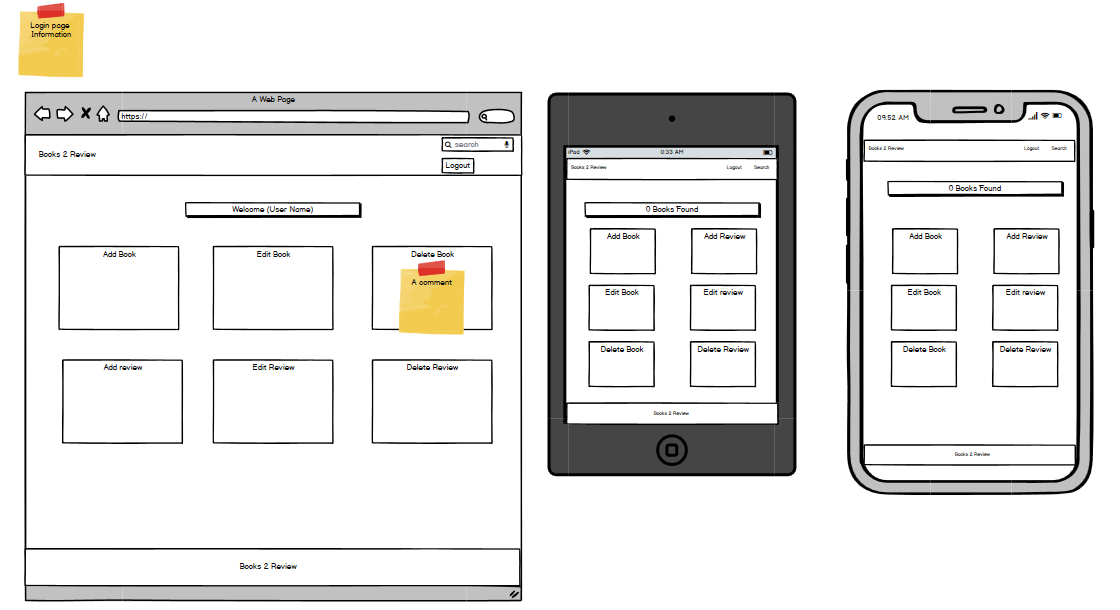 Login page
Information
A Web Page
https://
Books 2 Review
search
Logout
Welcome (User Name)
Add Book
Edit Book
Delete Book
A comment
Add review
Edit Review
Delete Review
Books 2 Review
iPad
0:33 AM
Books 2 Review
Logout
Search
0 Books Found
Add Book
Add Review
Edit Book
Edit review
Delete Book
Delete Review
Books 2 Review
09:52 AM
Books 2 Review
Logout
Search
0 Books Found
Add Book
Add Review
Edit Book
Edit review
Delete Book
Delete Review
Books 2 Review